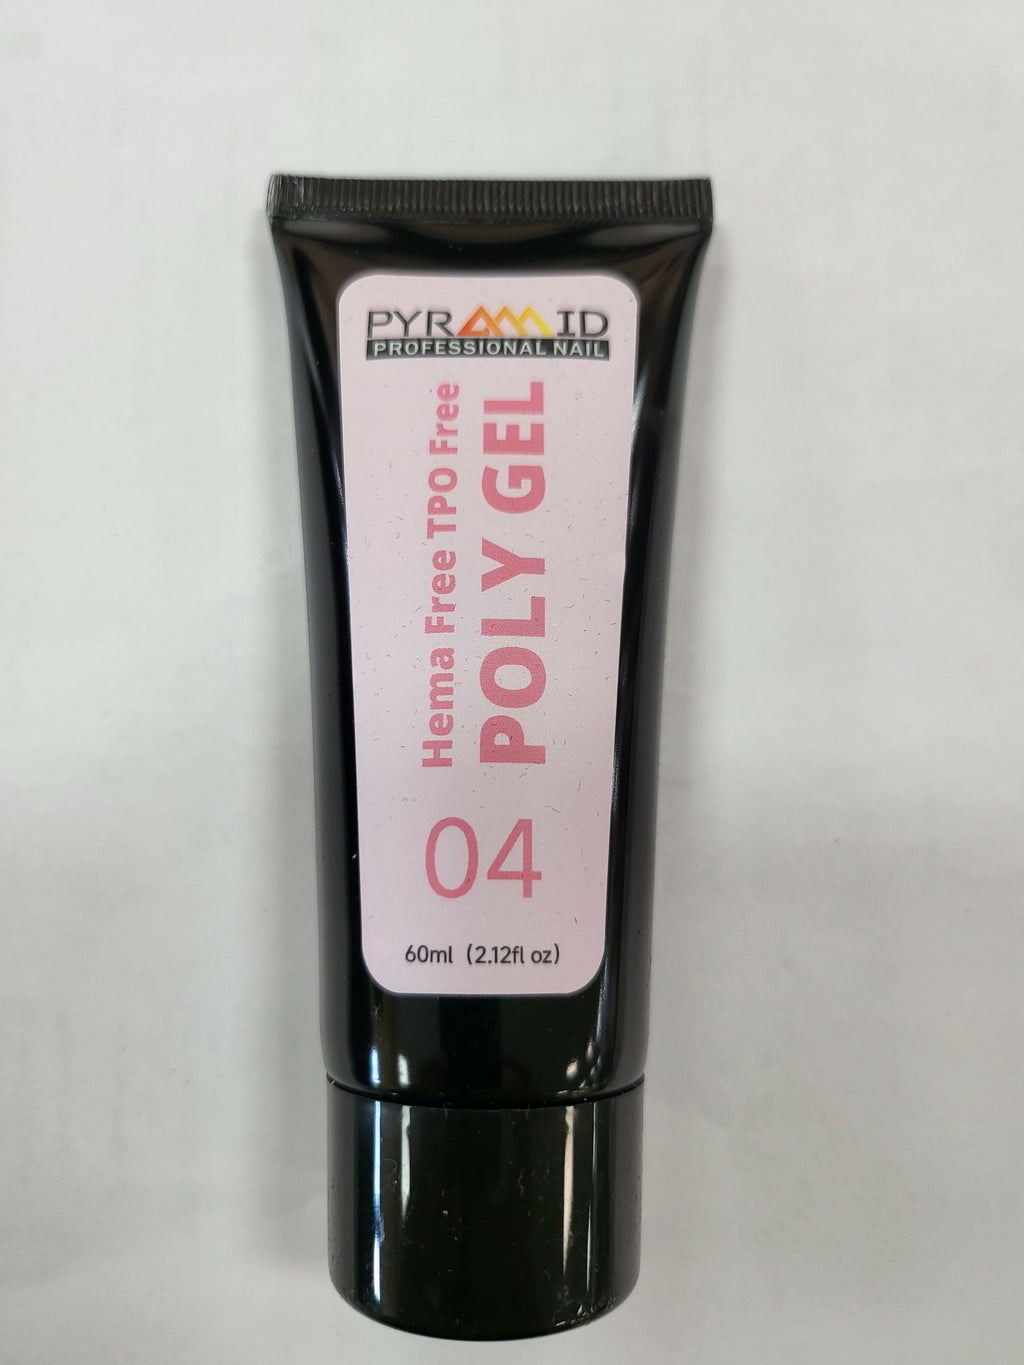 PYRAMID
PROFESSIONAL NAIL
Hema Free TPO Free
POLY GEL
04
60ml (2.12fl oz)